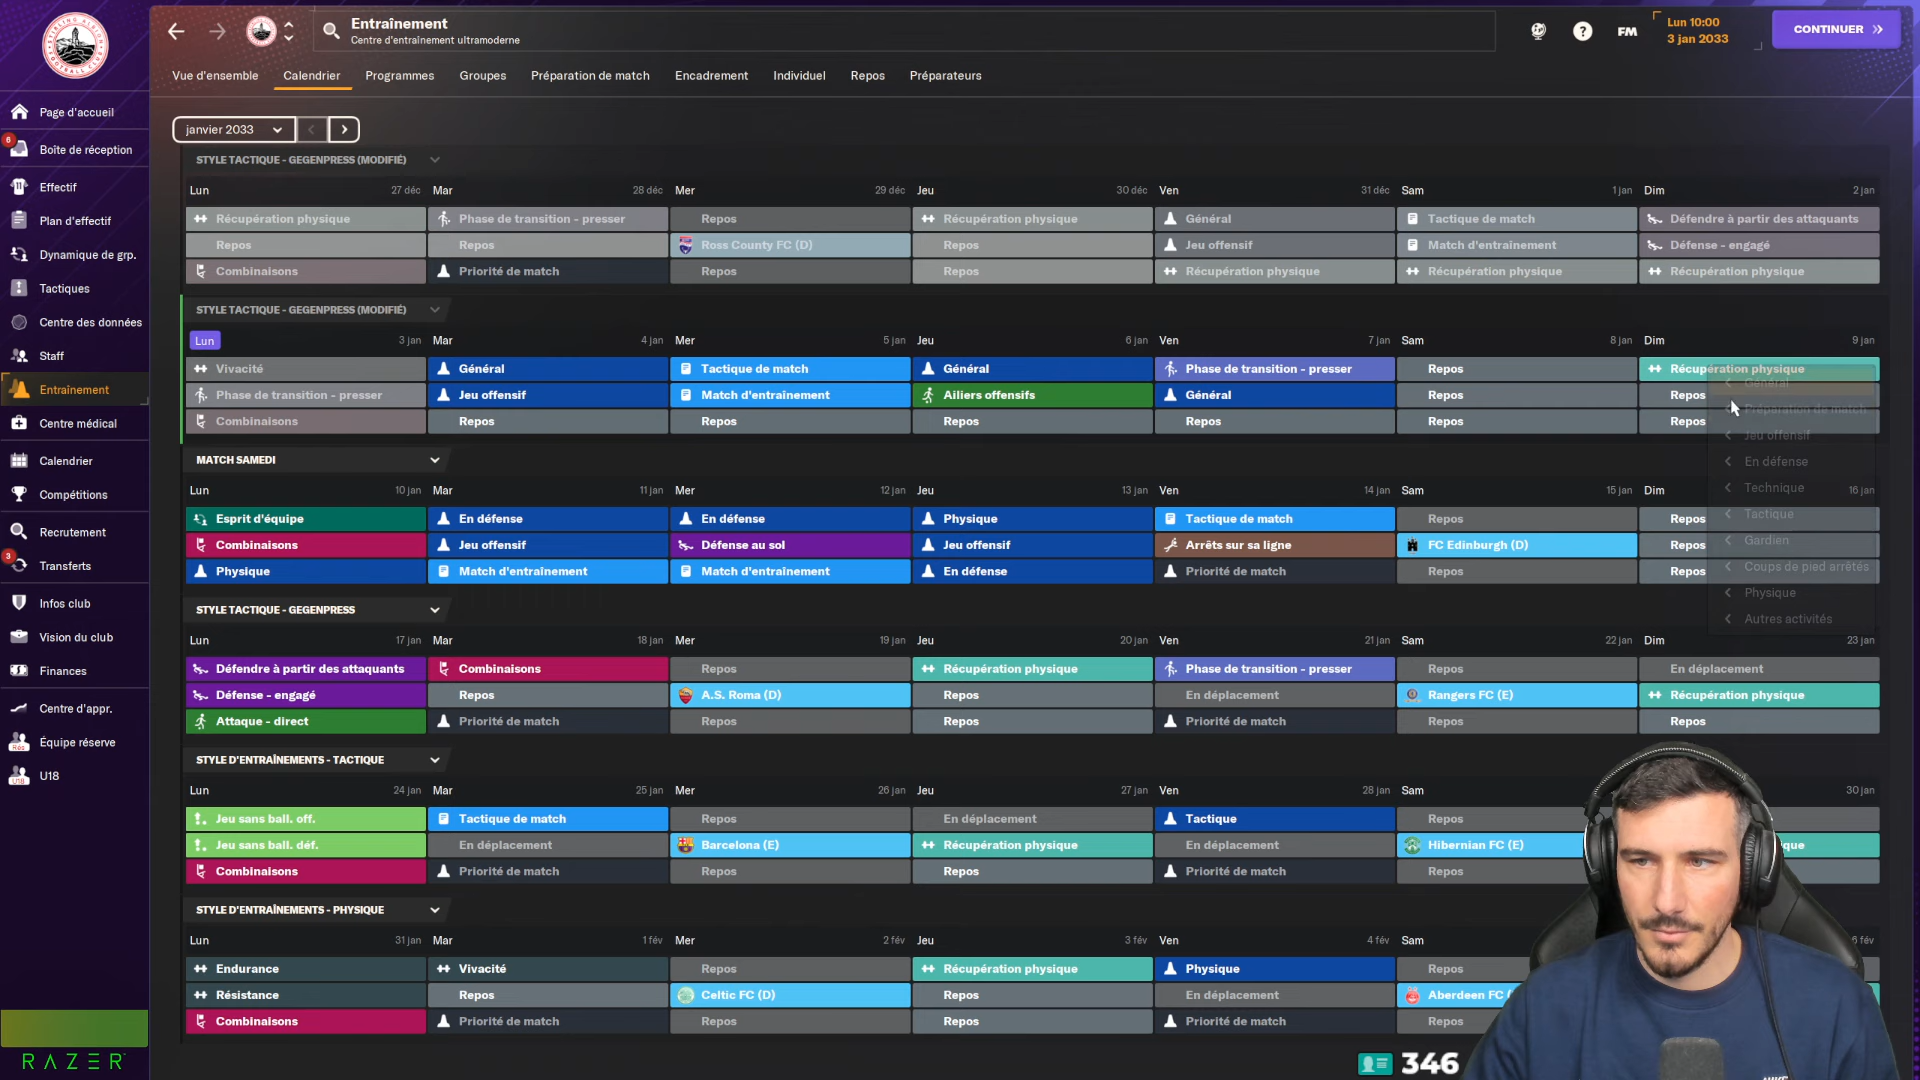 Entraînement
Centre d'entraînement ultramoderne
FM
Lun 10:00
3 jan 2033
CONTINUER
Vue d'ensemble Calendrier Programmes Groupes Préparation de match Encadrement Individuel Repos Préparateurs
Page d'accueil
6
Boîte de réception
Effectif
Plan d'effectif
Dynamique de grp.
Tactiques
Centre des données
Staff
Entraînement
Centre médical
Calendrier
Compétitions
Recrutement
3
Transferts
Infos club
Vision du club
Finances
Centre d'appr.
Équipe réserve
U18
RAZER
janvier 2033
STYLE TACTIQUE - GEGENPRESS (MODIFIÉ)
Lun 27 déc Mar 28 déc Mer 29 déc Jeu 30 déc Ven 31 déc Sam 1 jan Dim 2 jan
Récupération physique Phase de transition - presser Repos Récupération physique Général Tactique de match Défendre à partir des attaquants
Repos Repos Ross County FC (D) Repos Jeu offensif Match d'entrainement Défense - engagé
Combinaisons Priorité de match Repos Repos Récupération physique Récupération physique Récupération physique
STYLE TACTIQUE - GEGENPRESS (MODIFIÉ)
Lun 3 jan Mar 4 jan Mer 5 jan Jeu 6 jan Ven 7 jan Sam 8 jan Dim 9 jan
Vivacité Général Tactique de match Général Phase de transition - presser Repos Récupération physique
Phase de transition - presser Jeu offensif Match d'entraînement Ailiers offensifs Général Repos Repos
Combinaisons Repos Repos Repos Repos Repos Repos
Général
Préparation de match
Jeu offensif
En défense
Technique
Tactique
Gardien
Coups de pied arrêtés
Physique
Autres activités
MATCH SAMEDI
Lun 10 jan Mar 11 jan Mer 12 jan Jeu 13 jan Ven 14 jan Sam 15 jan Dim 16 jan
Esprit d'équipe En défense En défense Physique Tactique de match Repos Repos
Combinaisons Jeu offensif Défense au sol Jeu offensif Arrêts sur sa ligne FC Edinburgh (D) Repos
Physique Match d'entraînement Match d'entraînement En défense Priorité de match Repos Repos
STYLE TACTIQUE - GEGENPRESS
Lun 17 jan Mar 18 jan Mer 19 jan Jeu 20 jan Ven 21 jan Sam 22 jan Dim 23 jan
Défendre à partir des attaquants Combinaisons Repos Récupération physique Phase de transition - presser Repos En déplacement
Défense - engagé Repos A.S. Roma (D) Repos En déplacement Rangers FC (E) Récupération physique
Attaque - direct Priorité de match Repos Repos Priorité de match Repos Repos
STYLE D'ENTRAÎNEMENTS - TACTIQUE
Lun 24 jan Mar 25 jan Mer 26 jan Jeu 27 jan Ven 28 jan Sam 30 jan
Jeu sans ball. off. Tactique de match Repos En déplacement Tactique Repos
Jeu sans ball. déf. En déplacement Barcelona (E) Récupération physique En déplacement Hibernian FC (E)
Combinaisons Priorité de match Repos Repos Priorité de match Repos
STYLE D'ENTRAÎNEMENTS - PHYSIQUE
Lun 31 jan Mar 1 fév Mer 2 fév Jeu 3 fév Ven 4 fév Sam 6 fév
Endurance Vivacité Repos Récupération physique Physique Repos
Résistance Repos Celtic FC (D) Repos En déplacement Aberdeen FC
Combinaisons Priorité de match Repos Repos Priorité de match Repos
346